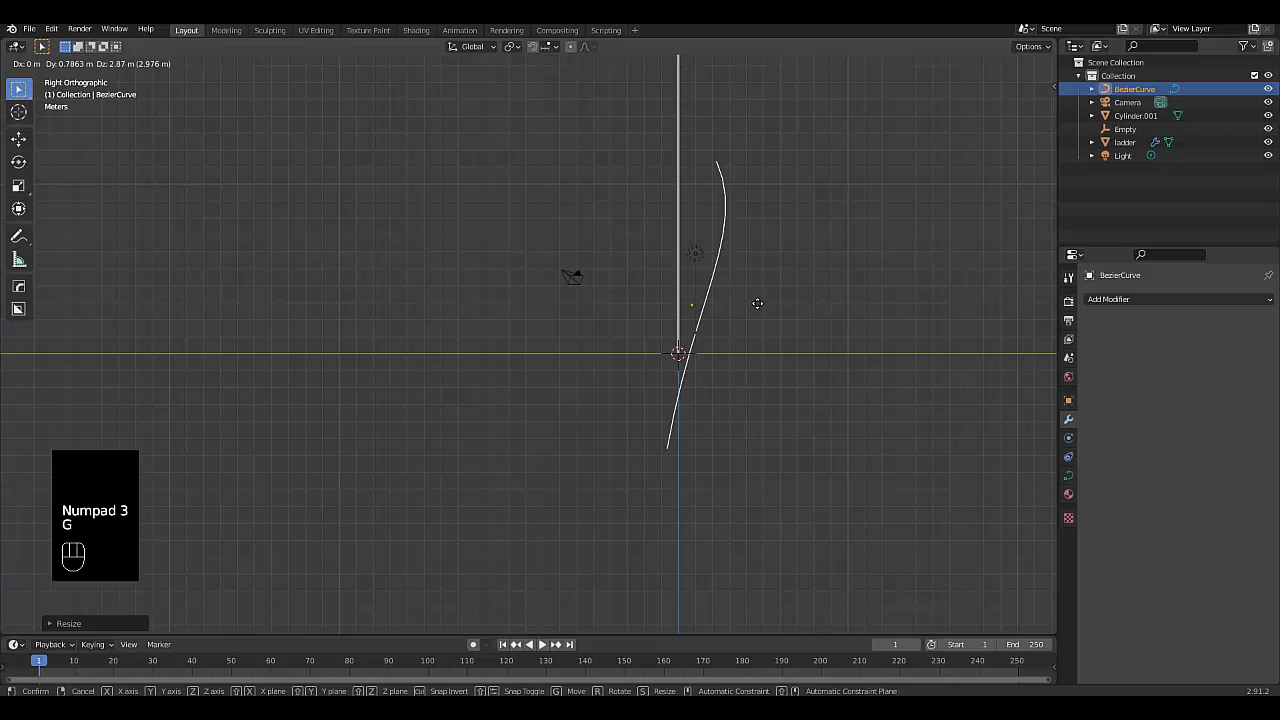 File Edit Render Window Help Layout Modeling Sculpting UV Editing Texture Paint Shading Animation Rendering Compositing Scripting + Scene View Layer
Global Options
Dx: 0 m Dy: 0.7863 m Dz: 2.87 m (2.976 m)
Right Orthographic
(1) Collection | BezierCurve
Meters
Scene Collection
Collection
BezierCurve
Camera
Cylinder.001
Empty
ladder
Light
BezierCurve
Add Modifier
Numpad 3
G
Resize
Playback Keying View Marker 1 Start 1 End 250
1 10 20 30 40 50 60 70 80 90 100 110 120 130 140 150 160 170 180 190 200 210 220 230 240 250
Confirm Cancel X X axis Y Y axis Z Z axis X X plane Y Y plane Z Z plane Ctrl Snap Invert Snap Toggle G Move R Rotate S Resize Automatic Constraint Automatic Constraint Plane 2.91.2